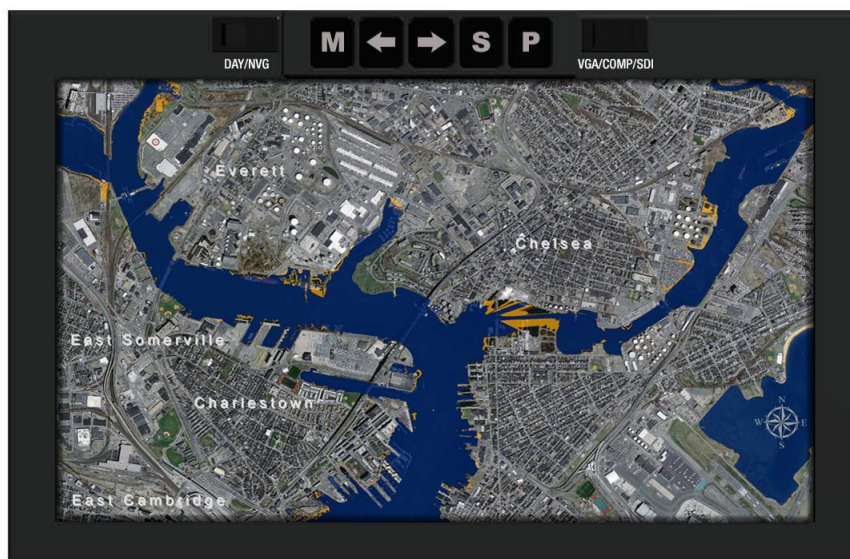 M ← → S P
DAY/NVG
VGA/COMP/SDI
Everett
Chelsea
East Somerville
Charlestown
East Cambridge
N
W E
S